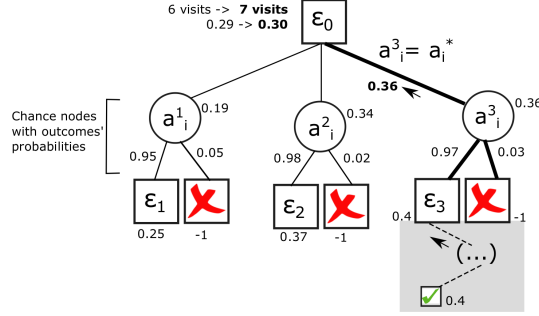 6 visits -> 7 visits
0.29 -> 0.30
ε0
a3i = ai*
0.36
Chance nodes
with outcomes'
probabilities
a1i
0.19
a2i
0.34
a3i
0.36
0.95
0.05
0.98
0.02
0.97
0.03
ε1
ε2
ε3
0.25
-1
0.37
-1
0.4
-1
(...)
0.4